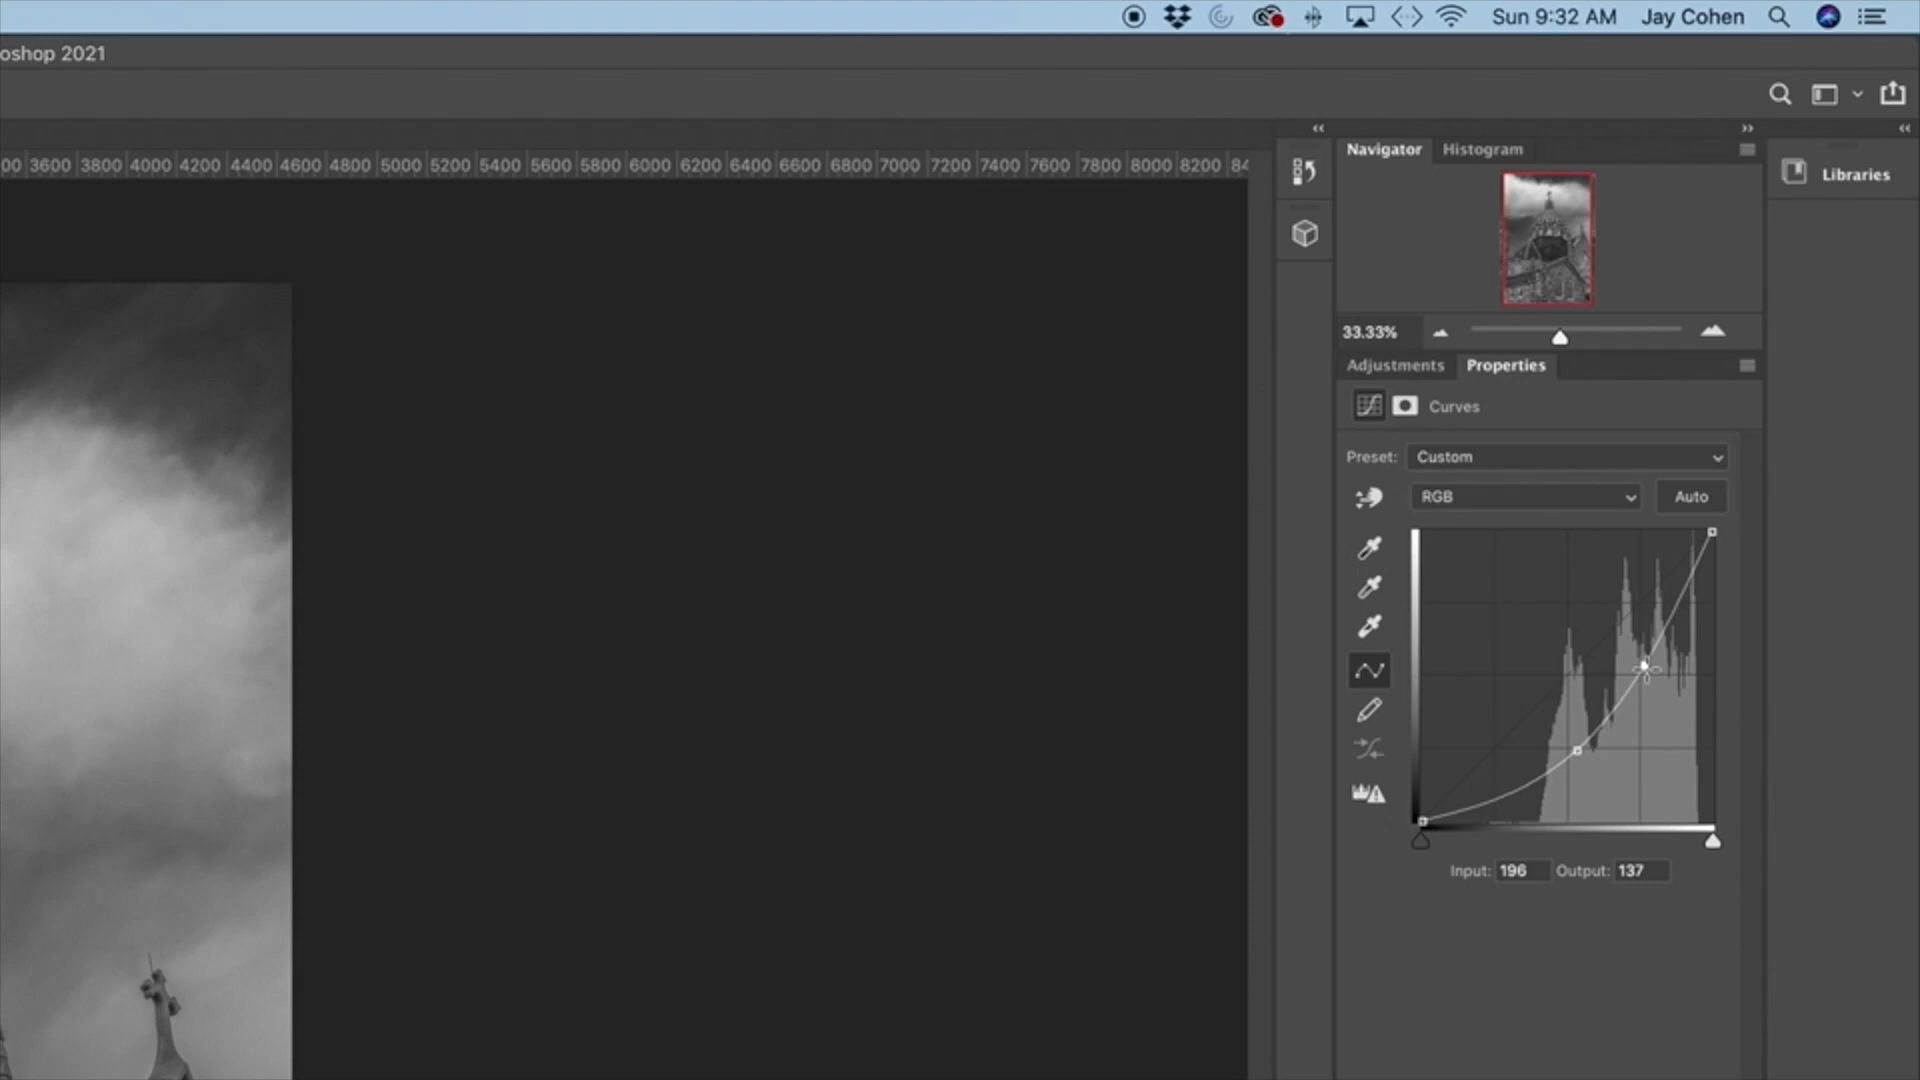 Sun 9:32 AM Jay Cohen
oshop 2021
00 3600 3800 4000 4200 4400 4600 4800 5000 5200 5400 5600 5800 6000 6200 6400 6600 6800 7000 7200 7400 7600 7800 8000 8200 84
Navigator Histogram
Libraries
33.33%
Adjustments Properties
Curves
Preset: Custom
RGB Auto
Input: 196 Output: 137